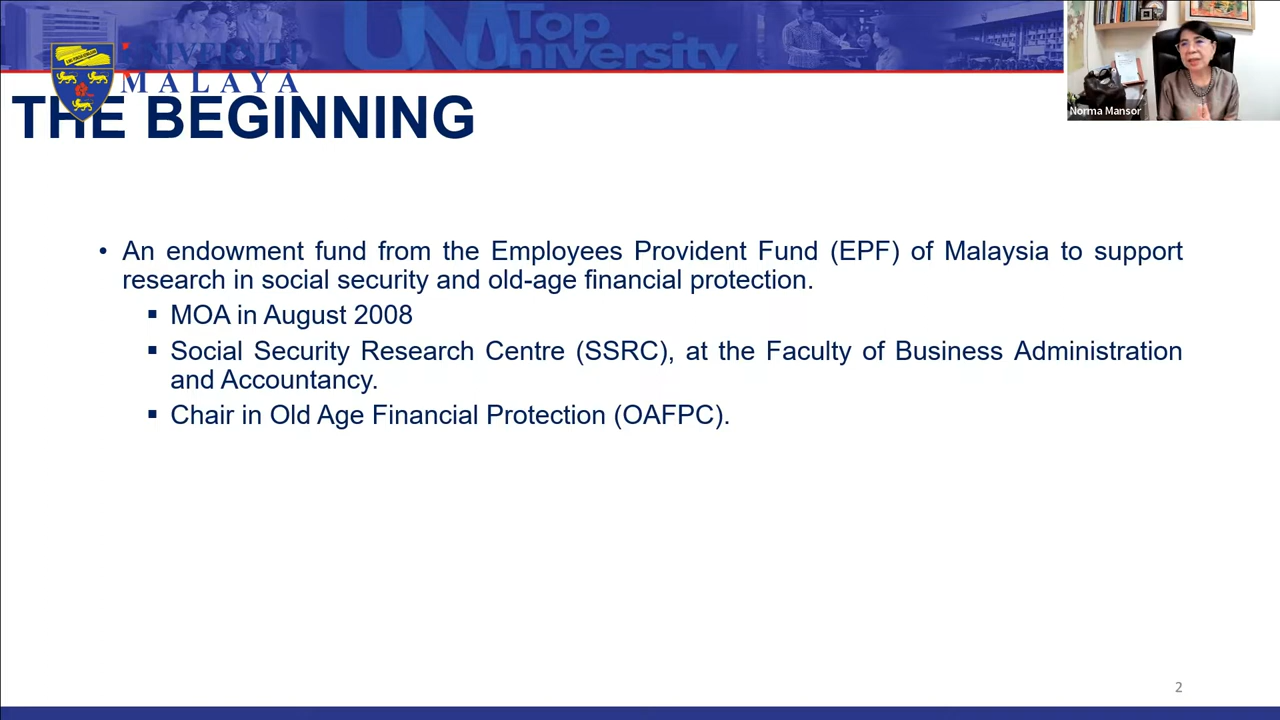 Top
University
UNIVERSITI
MALAYA
Norma Mansor
THE BEGINNING
• An endowment fund from the Employees Provident Fund (EPF) of Malaysia to support
research in social security and old-age financial protection.
▪ MOA in August 2008
▪ Social Security Research Centre (SSRC), at the Faculty of Business Administration
and Accountancy.
▪ Chair in Old Age Financial Protection (OAFPC).
2